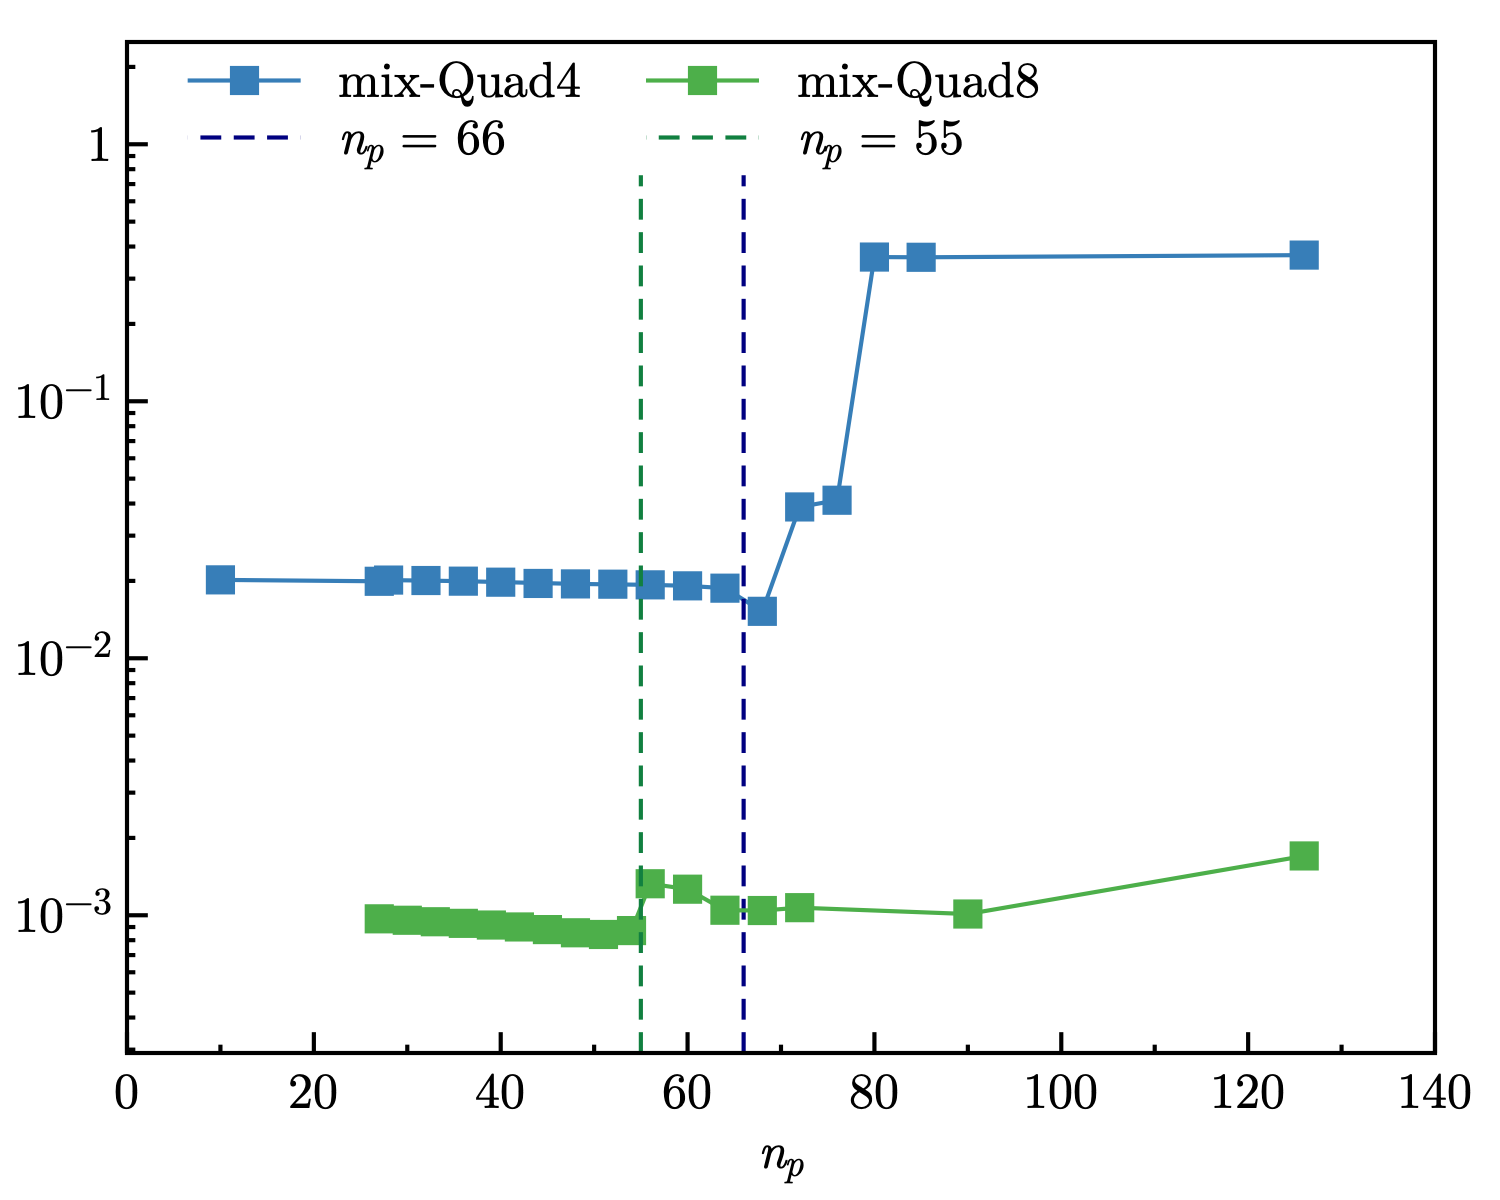 mix-Quad4 mix-Quad8
n_p = 66 n_p = 55
1
10^{-1}
10^{-2}
10^{-3}
0 20 40 60 80 100 120 140
n_p